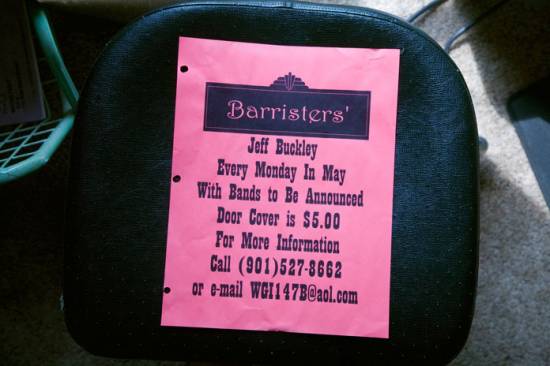 Barristers'
Jeff Buckley
Every Monday In May
With Bands to Be Announced
Door Cover is $5.00
For More Information
Call (901)527-8662
or e-mail WGI147B@aol.com